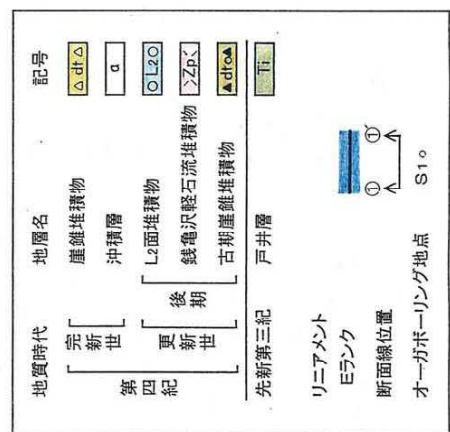 地質時代 地層名 記号
第四紀 完新世 崖錐堆積物 dt
沖積層 a
更新世 後期 L2面堆積物 L2
銭亀沢軽石流堆積物 Zp
古期崖錐堆積物 dto
先新第三紀 戸井層 Ti
リニアメント
Eランク
断面線位置 ① ①´
オーガボーリング地点 S1